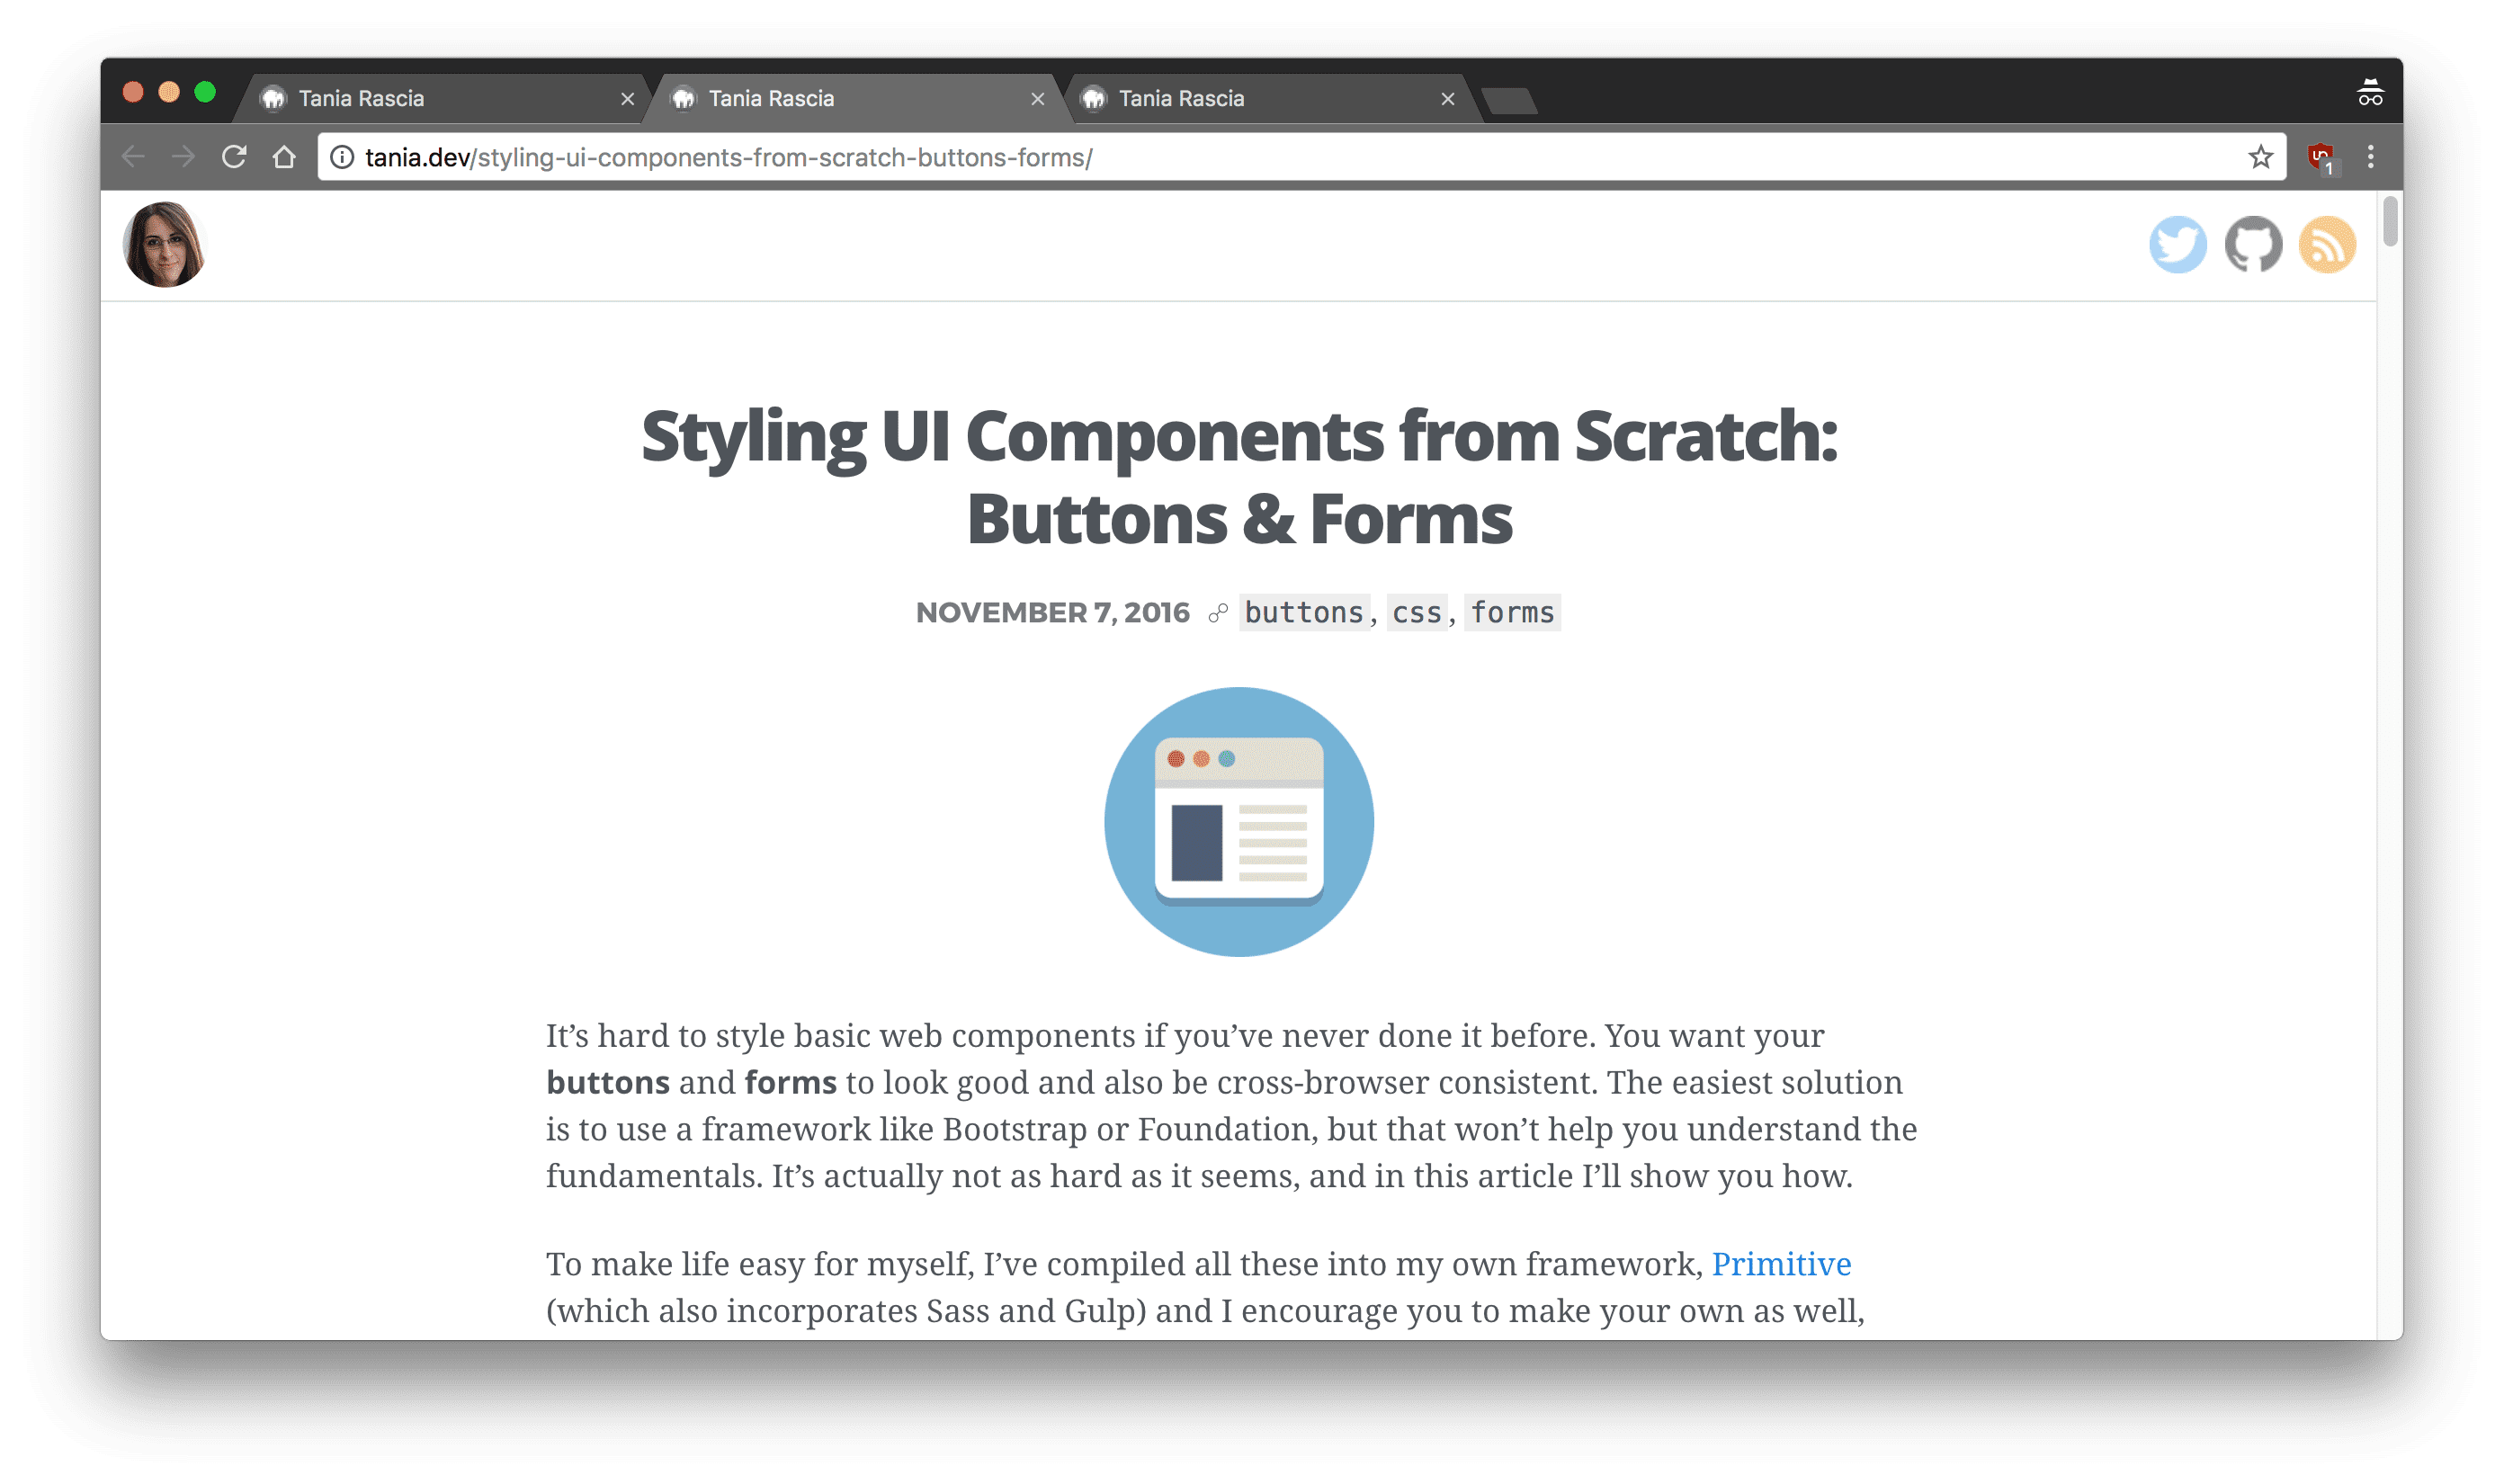 Tania Rascia
Tania Rascia
Tania Rascia
tania.dev/styling-ui-components-from-scratch-buttons-forms/
1
Styling UI Components from Scratch:
Buttons & Forms
NOVEMBER 7, 2016 buttons, css, forms
It’s hard to style basic web components if you’ve never done it before. You want your
buttons and forms to look good and also be cross-browser consistent. The easiest solution
is to use a framework like Bootstrap or Foundation, but that won’t help you understand the
fundamentals. It’s actually not as hard as it seems, and in this article I’ll show you how.
To make life easy for myself, I’ve compiled all these into my own framework, Primitive
(which also incorporates Sass and Gulp) and I encourage you to make your own as well,